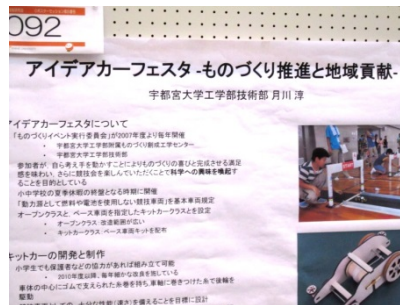 092
アイデアカーフェスタ -ものづくり推進と地域貢献-
宇都宮大学工学部技術部 月川 淳
アイデアカーフェスタについて
「ものづくりイベント実行委員会」が2007年度より毎年開催
・ 宇都宮大学工学部附属ものづくり創成工学センター
・ 宇都宮大学工学部技術部
参加者が、自ら考え手を動かすことによりものづくりの喜びと完成させる満足
感を味わい、さらに競技会を楽しんでいただくことで科学への興味を喚起す
ることを目的としている
小中学校の夏季休暇の終盤となる時期に開催
「動力源として燃料や電池を使用しない競技車両」を基本車両規定
オープンクラスと、ベース車両を指定したキットカークラスとを設定
・ オープンクラス:改造範囲が広い
・ キットカークラス:ベース車両キットを配布
キットカーの開発と制作
小学生でも保護者などの協力があれば組み立て可能
・ 2010年度以降、毎年細かな改良を施している
車体の中心にゴムで支えられた糸巻を持ち、車軸に巻きつけた糸で後輪を
駆動